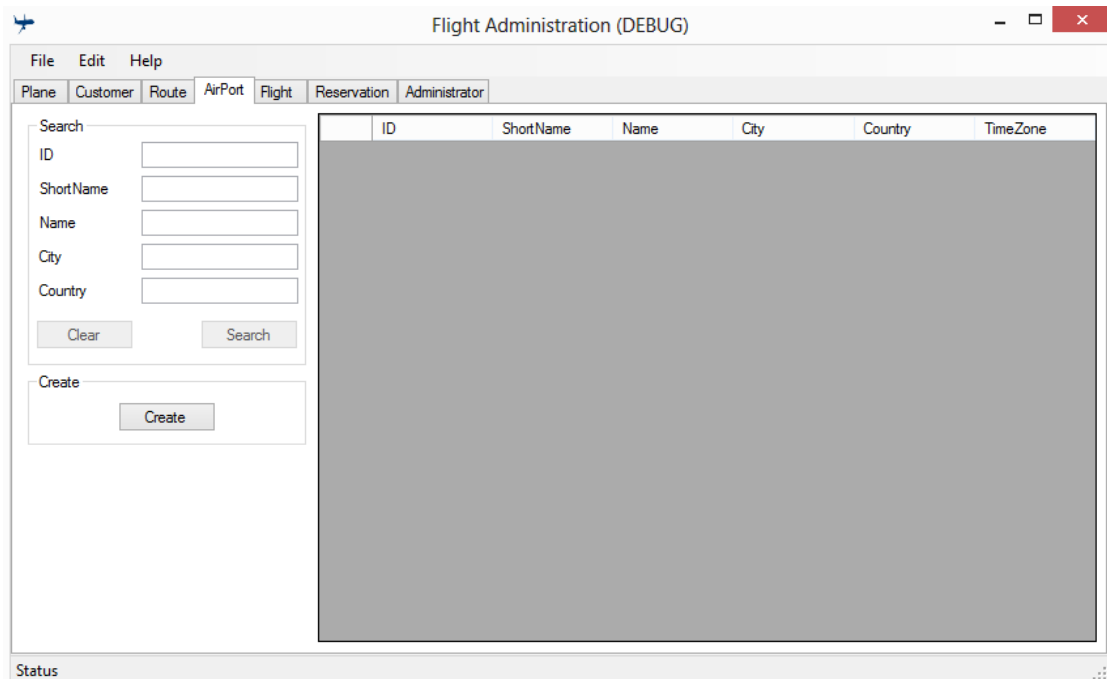 Flight Administration (DEBUG)
File Edit Help
Plane Customer Route AirPort Flight Reservation Administrator
Search
ID
ShortName
Name
City
Country
Clear Search
Create
Create
ID ShortName Name City Country TimeZone
Status